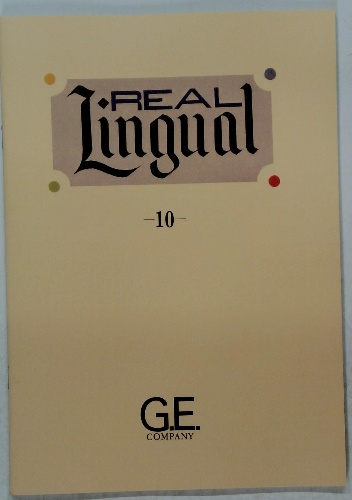 REAL
Lingual
-10-
G.E.
COMPANY